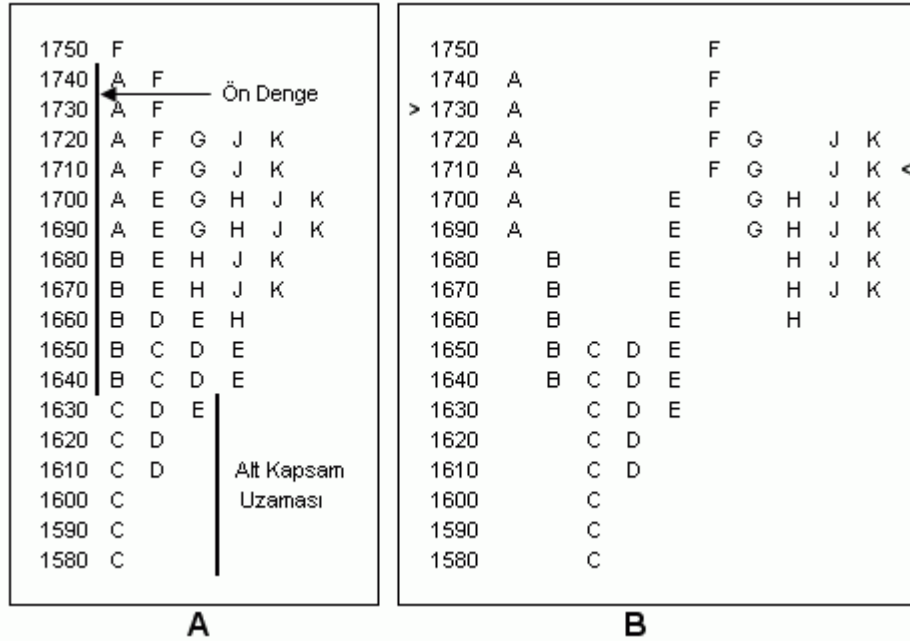 1750 F
1740 A F
Ön Denge
1730 A F
1720 A F G J K
1710 A F G J K
1700 A E G H J K
1690 A E G H J K
1680 B E H J K
1670 B E H J K
1660 B D E H
1650 B C D E
1640 B C D E
1630 C D E
1620 C D
1610 C D
Alt Kapsam
1600 C
Uzaması
1590 C
1580 C
A
1750 F
1740 A F
> 1730 A F
1720 A F G J K
1710 A F G J K <
1700 A E G H J K
1690 A E G H J K
1680 B E H J K
1670 B E H J K
1660 B E H
1650 B C D E
1640 B C D E
1630 C D E
1620 C D
1610 C D
1600 C
1590 C
1580 C
B